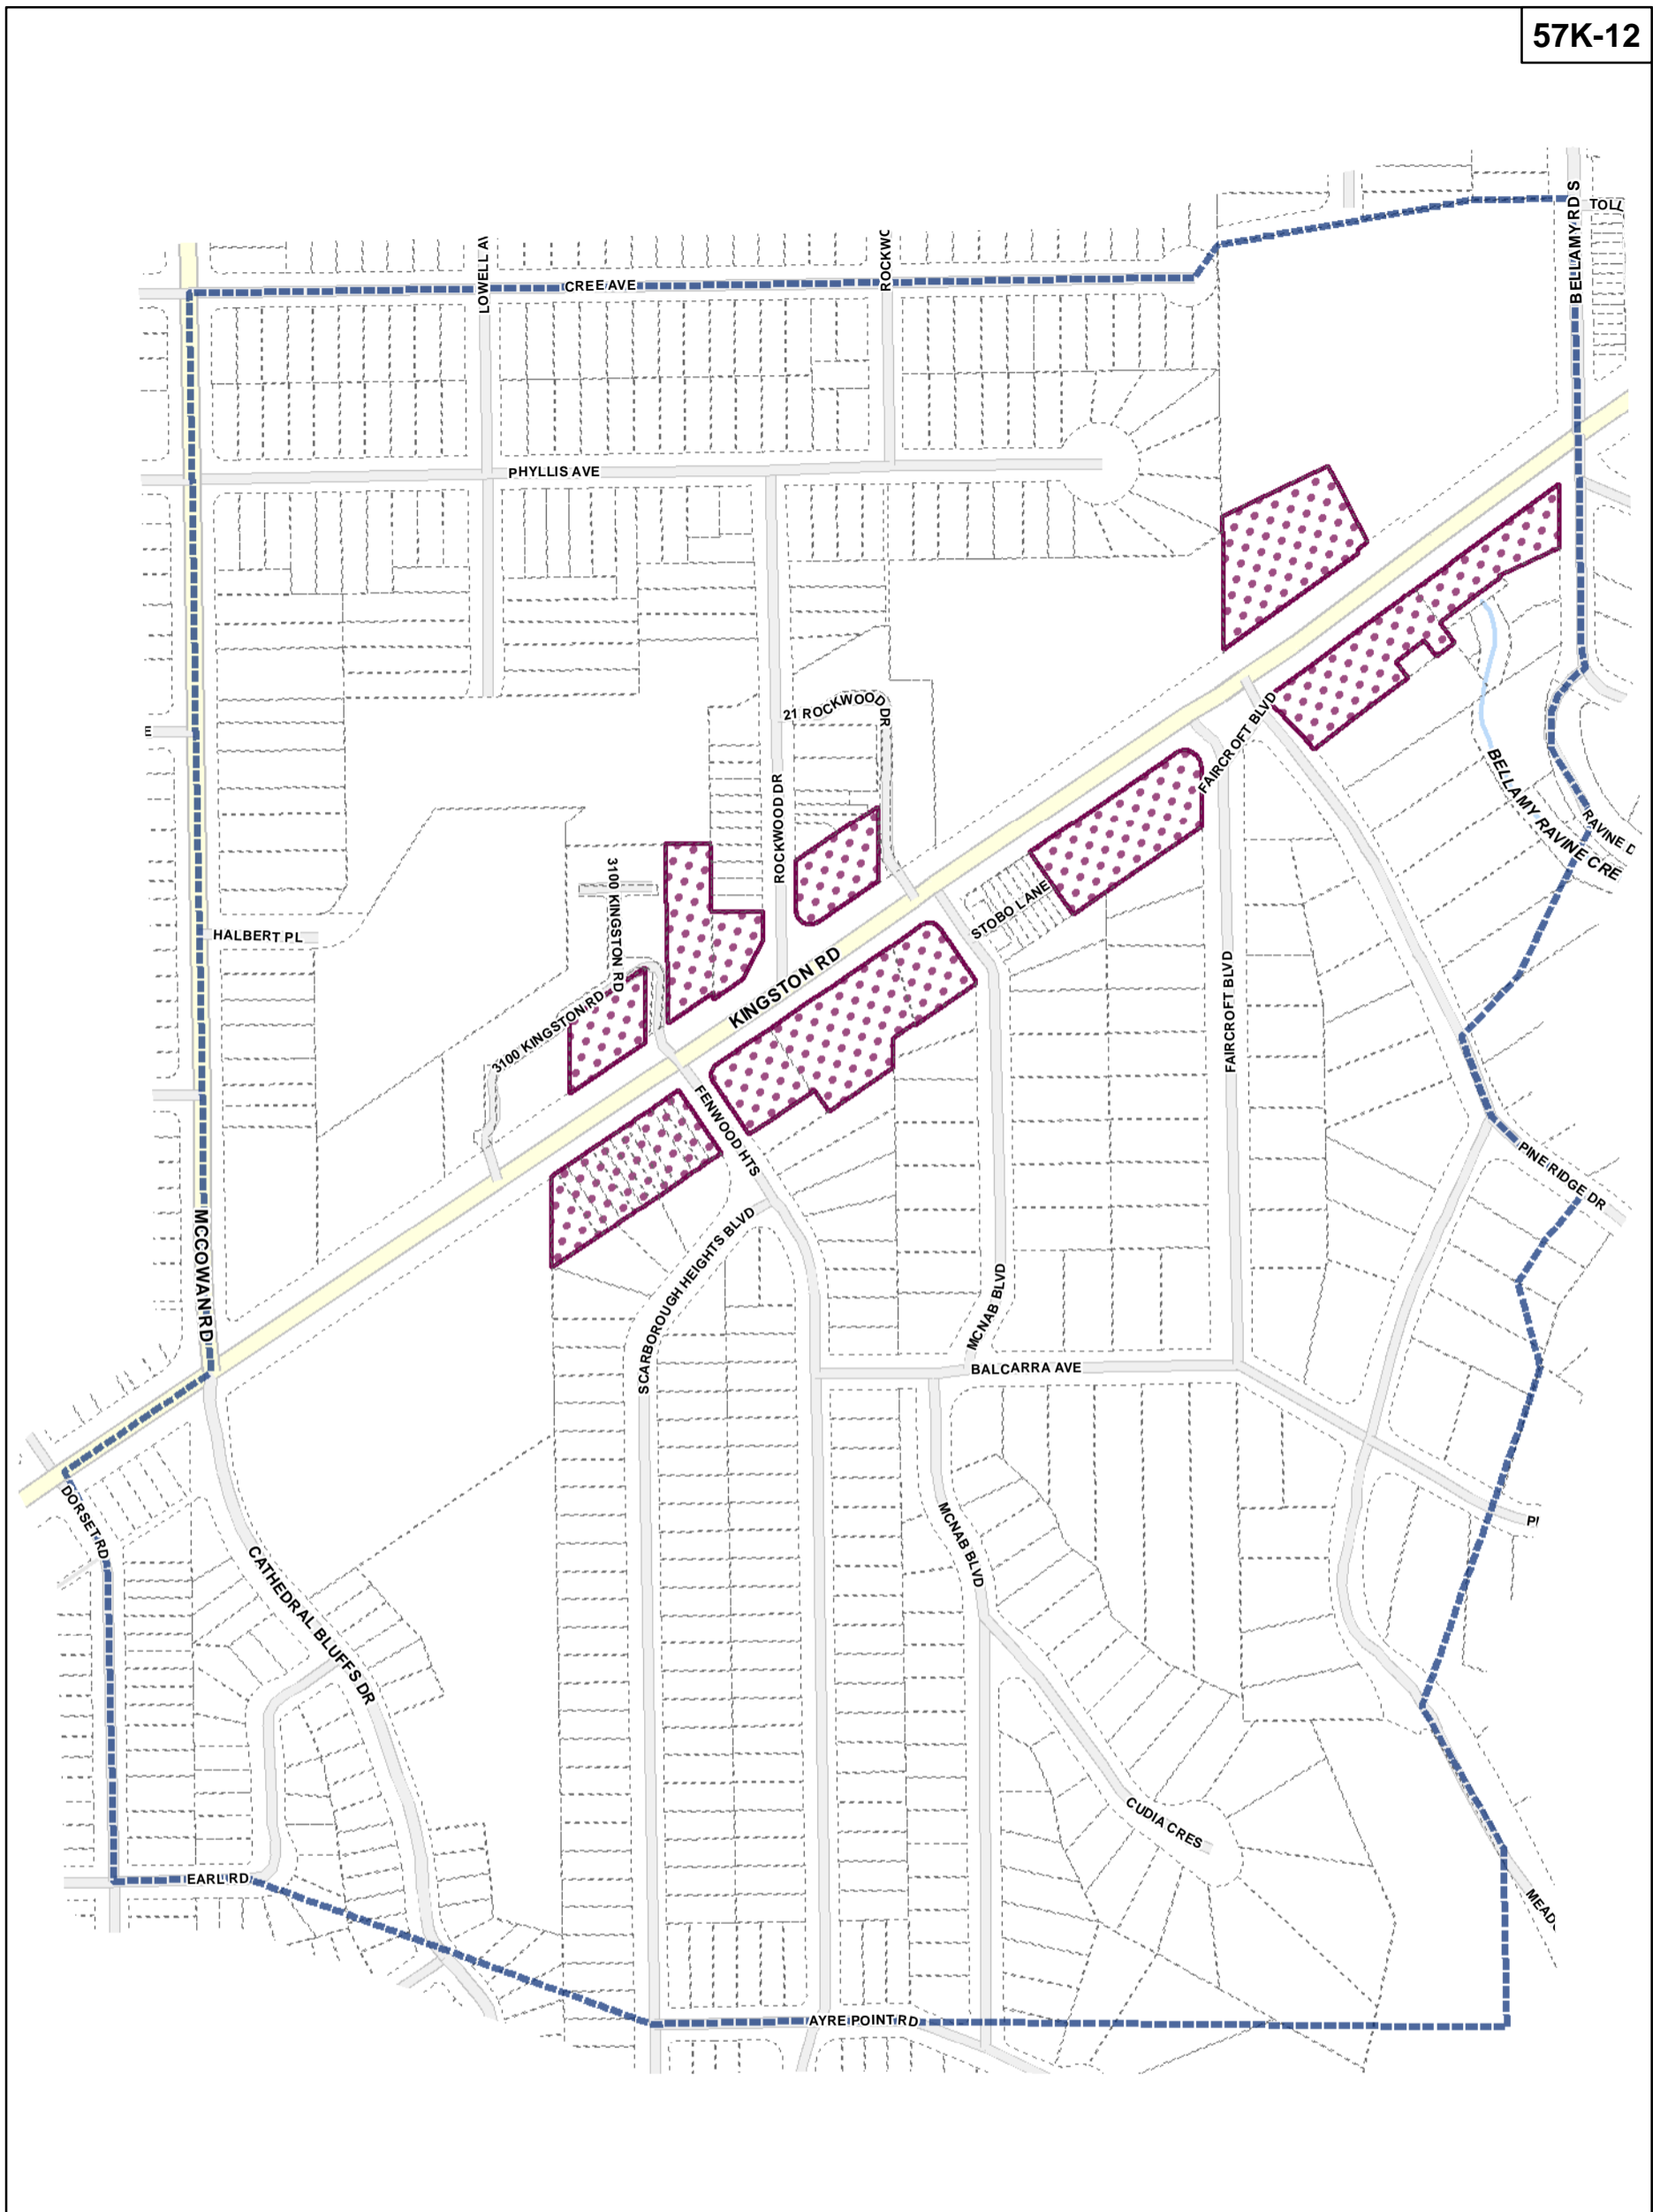 57K-12
BELLAMY RD S
TOLL
LOWELL AV
ROCKWO
CREE AVE
PHYLLIS AVE
21 ROCKWOOD DR
FAIRCROFT BLVD
BELLAMY RAVINE CRE
RAVINE D
ROCKWOOD DR
3100 KINGSTON RD
STOBO LANE
HALBERT PL
KINGSTON RD
3100 KINGSTON RD
FAIRCROFT BLVD
FENWOOD HTS
PINE RIDGE DR
SCARBOROUGH HEIGHTS BLVD
MCCOWAN RD
MCNAB BLVD
BALCARRA AVE
DORSET RD
PI
MCNAB BLVD
CATHEDRAL BLUFFS DR
CUDIA CRES
EARL RD
MEAD
AYRE POINT RD